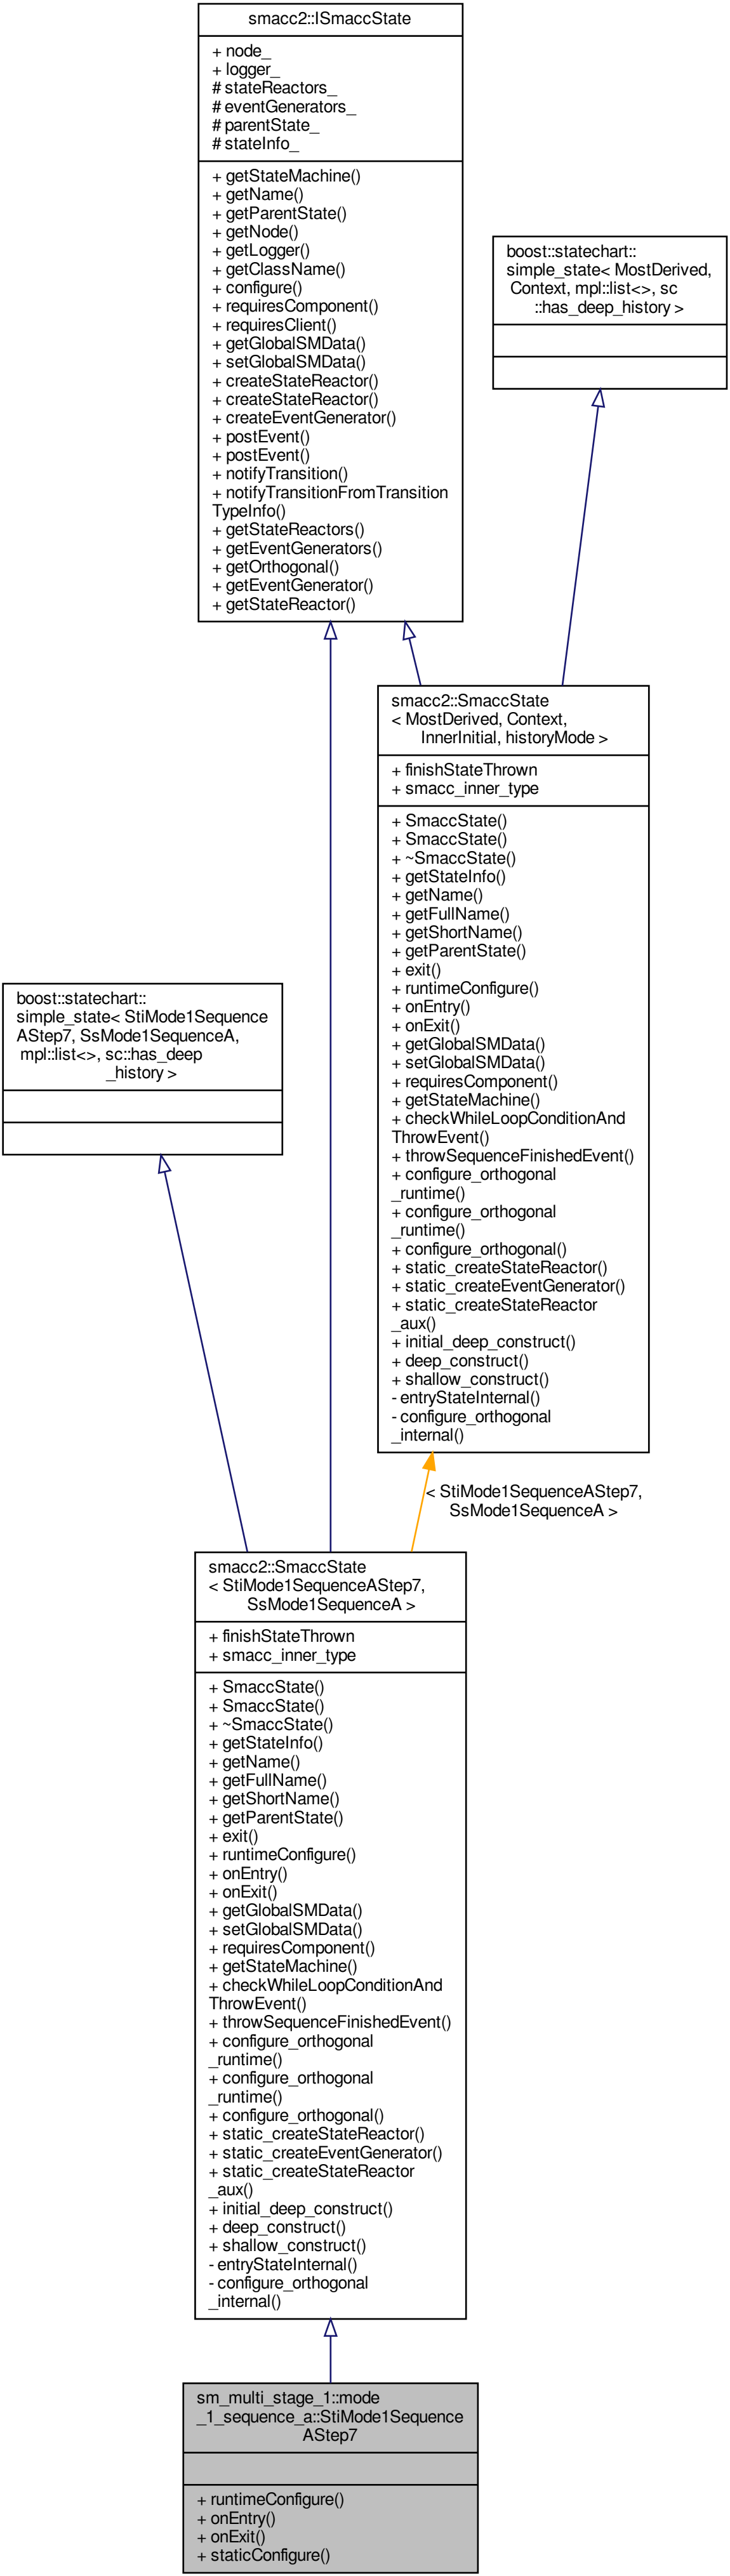 smacc2::ISmaccState
+ node_
+ logger_
# stateReactors_
# eventGenerators_
# parentState_
# stateInfo_
+ getStateMachine()
+ getName()
+ getParentState()
+ getNode()
+ getLogger()
+ getClassName()
+ configure()
+ requiresComponent()
+ requiresClient()
+ getGlobalSMData()
+ setGlobalSMData()
+ createStateReactor()
+ createStateReactor()
+ createEventGenerator()
+ postEvent()
+ postEvent()
+ notifyTransition()
+ notifyTransitionFromTransition
TypeInfo()
+ getStateReactors()
+ getEventGenerators()
+ getOrthogonal()
+ getEventGenerator()
+ getStateReactor()
boost::statechart::
simple_state< MostDerived,
Context, mpl::list<>, sc
::has_deep_history >
smacc2::SmaccState
< MostDerived, Context,
InnerInitial, historyMode >
+ finishStateThrown
+ smacc_inner_type
+ SmaccState()
+ SmaccState()
+ ~SmaccState()
+ getStateInfo()
+ getName()
+ getFullName()
+ getShortName()
+ getParentState()
+ exit()
+ runtimeConfigure()
+ onEntry()
+ onExit()
+ getGlobalSMData()
+ setGlobalSMData()
+ requiresComponent()
+ getStateMachine()
+ checkWhileLoopConditionAnd
ThrowEvent()
+ throwSequenceFinishedEvent()
+ configure_orthogonal
_runtime()
+ configure_orthogonal
_runtime()
+ configure_orthogonal()
+ static_createStateReactor()
+ static_createEventGenerator()
+ static_createStateReactor
_aux()
+ initial_deep_construct()
+ deep_construct()
+ shallow_construct()
- entryStateInternal()
- configure_orthogonal
_internal()
boost::statechart::
simple_state< StiMode1Sequence
AStep7, SsMode1SequenceA,
mpl::list<>, sc::has_deep
_history >
< StiMode1SequenceAStep7,
SsMode1SequenceA >
smacc2::SmaccState
< StiMode1SequenceAStep7,
SsMode1SequenceA >
+ finishStateThrown
+ smacc_inner_type
+ SmaccState()
+ SmaccState()
+ ~SmaccState()
+ getStateInfo()
+ getName()
+ getFullName()
+ getShortName()
+ getParentState()
+ exit()
+ runtimeConfigure()
+ onEntry()
+ onExit()
+ getGlobalSMData()
+ setGlobalSMData()
+ requiresComponent()
+ getStateMachine()
+ checkWhileLoopConditionAnd
ThrowEvent()
+ throwSequenceFinishedEvent()
+ configure_orthogonal
_runtime()
+ configure_orthogonal
_runtime()
+ configure_orthogonal()
+ static_createStateReactor()
+ static_createEventGenerator()
+ static_createStateReactor
_aux()
+ initial_deep_construct()
+ deep_construct()
+ shallow_construct()
- entryStateInternal()
- configure_orthogonal
_internal()
sm_multi_stage_1::mode
_1_sequence_a::StiMode1Sequence
AStep7
+ runtimeConfigure()
+ onEntry()
+ onExit()
+ staticConfigure()